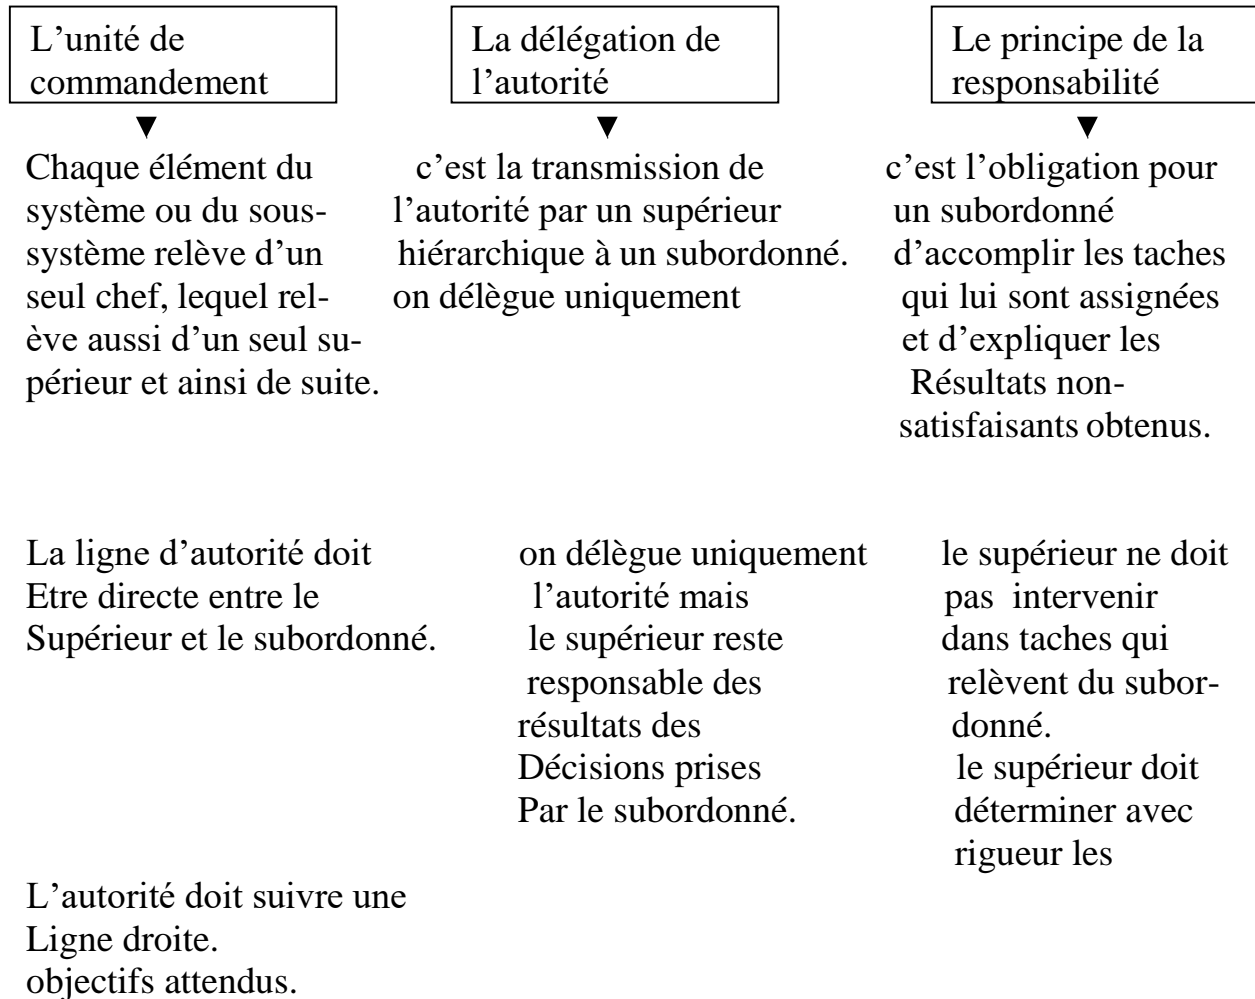 L’unité de
commandement
Chaque élément du
système ou du sous-
système relève d’un
seul chef, lequel rel-
ève aussi d’un seul su-
périeur et ainsi de suite.
La ligne d’autorité doit
Etre directe entre le
Supérieur et le subordonné.
L’autorité doit suivre une
Ligne droite.
objectifs attendus.
La délégation de
l’autorité
c’est la transmission de
l’autorité par un supérieur
hiérarchique à un subordonné.
on délègue uniquement
on délègue uniquement
l’autorité mais
le supérieur reste
responsable des
résultats des
Décisions prises
Par le subordonné.
Le principe de la
responsabilité
c’est l’obligation pour
un subordonné
d’accomplir les taches
qui lui sont assignées
et d’expliquer les
Résultats non-
satisfaisants obtenus.
le supérieur ne doit
pas intervenir
dans taches qui
relèvent du subor-
donné.
le supérieur doit
déterminer avec
rigueur les